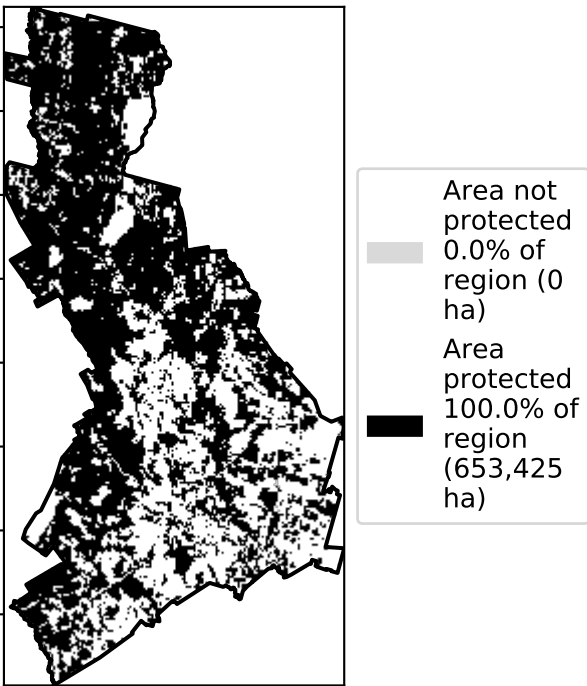 Area not
protected
0.0% of
region (0
ha)
Area
protected
100.0% of
region
(653,425
ha)